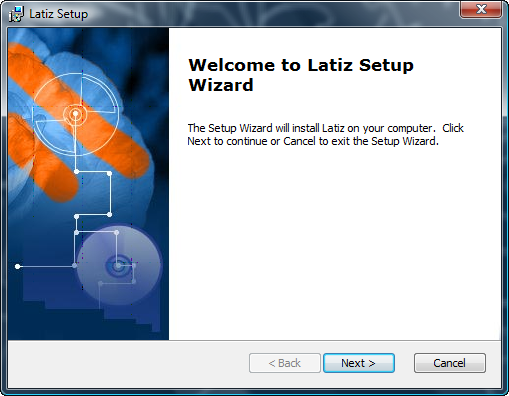 Latiz Setup
Welcome to Latiz Setup
Wizard
The Setup Wizard will install Latiz on your computer.  Click
Next to continue or Cancel to exit the Setup Wizard.
< Back   Next >   Cancel